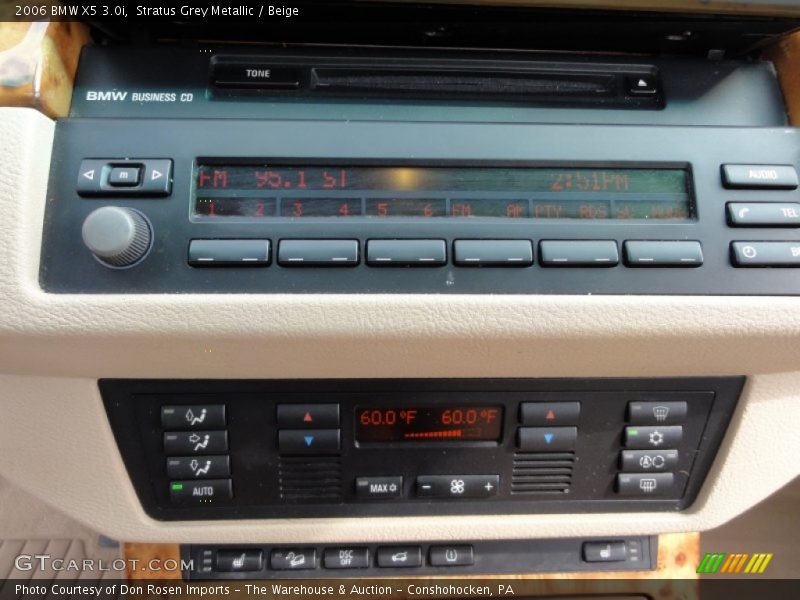 2006 BMW X5 3.0i, Stratus Grey Metallic / Beige
TONE
BMW BUSINESS CD
m
FM 95.1 ST 2:51PM
AUDIO
1 2 3 4 5 6 FM AM PTY RDS
TEL
60.0°F 60.0°F
AUTO
MAX
- +
DSC OFF
GTCARLOT.COM
Photo Courtesy of Don Rosen Imports – The Warehouse & Auction – Conshohocken, PA